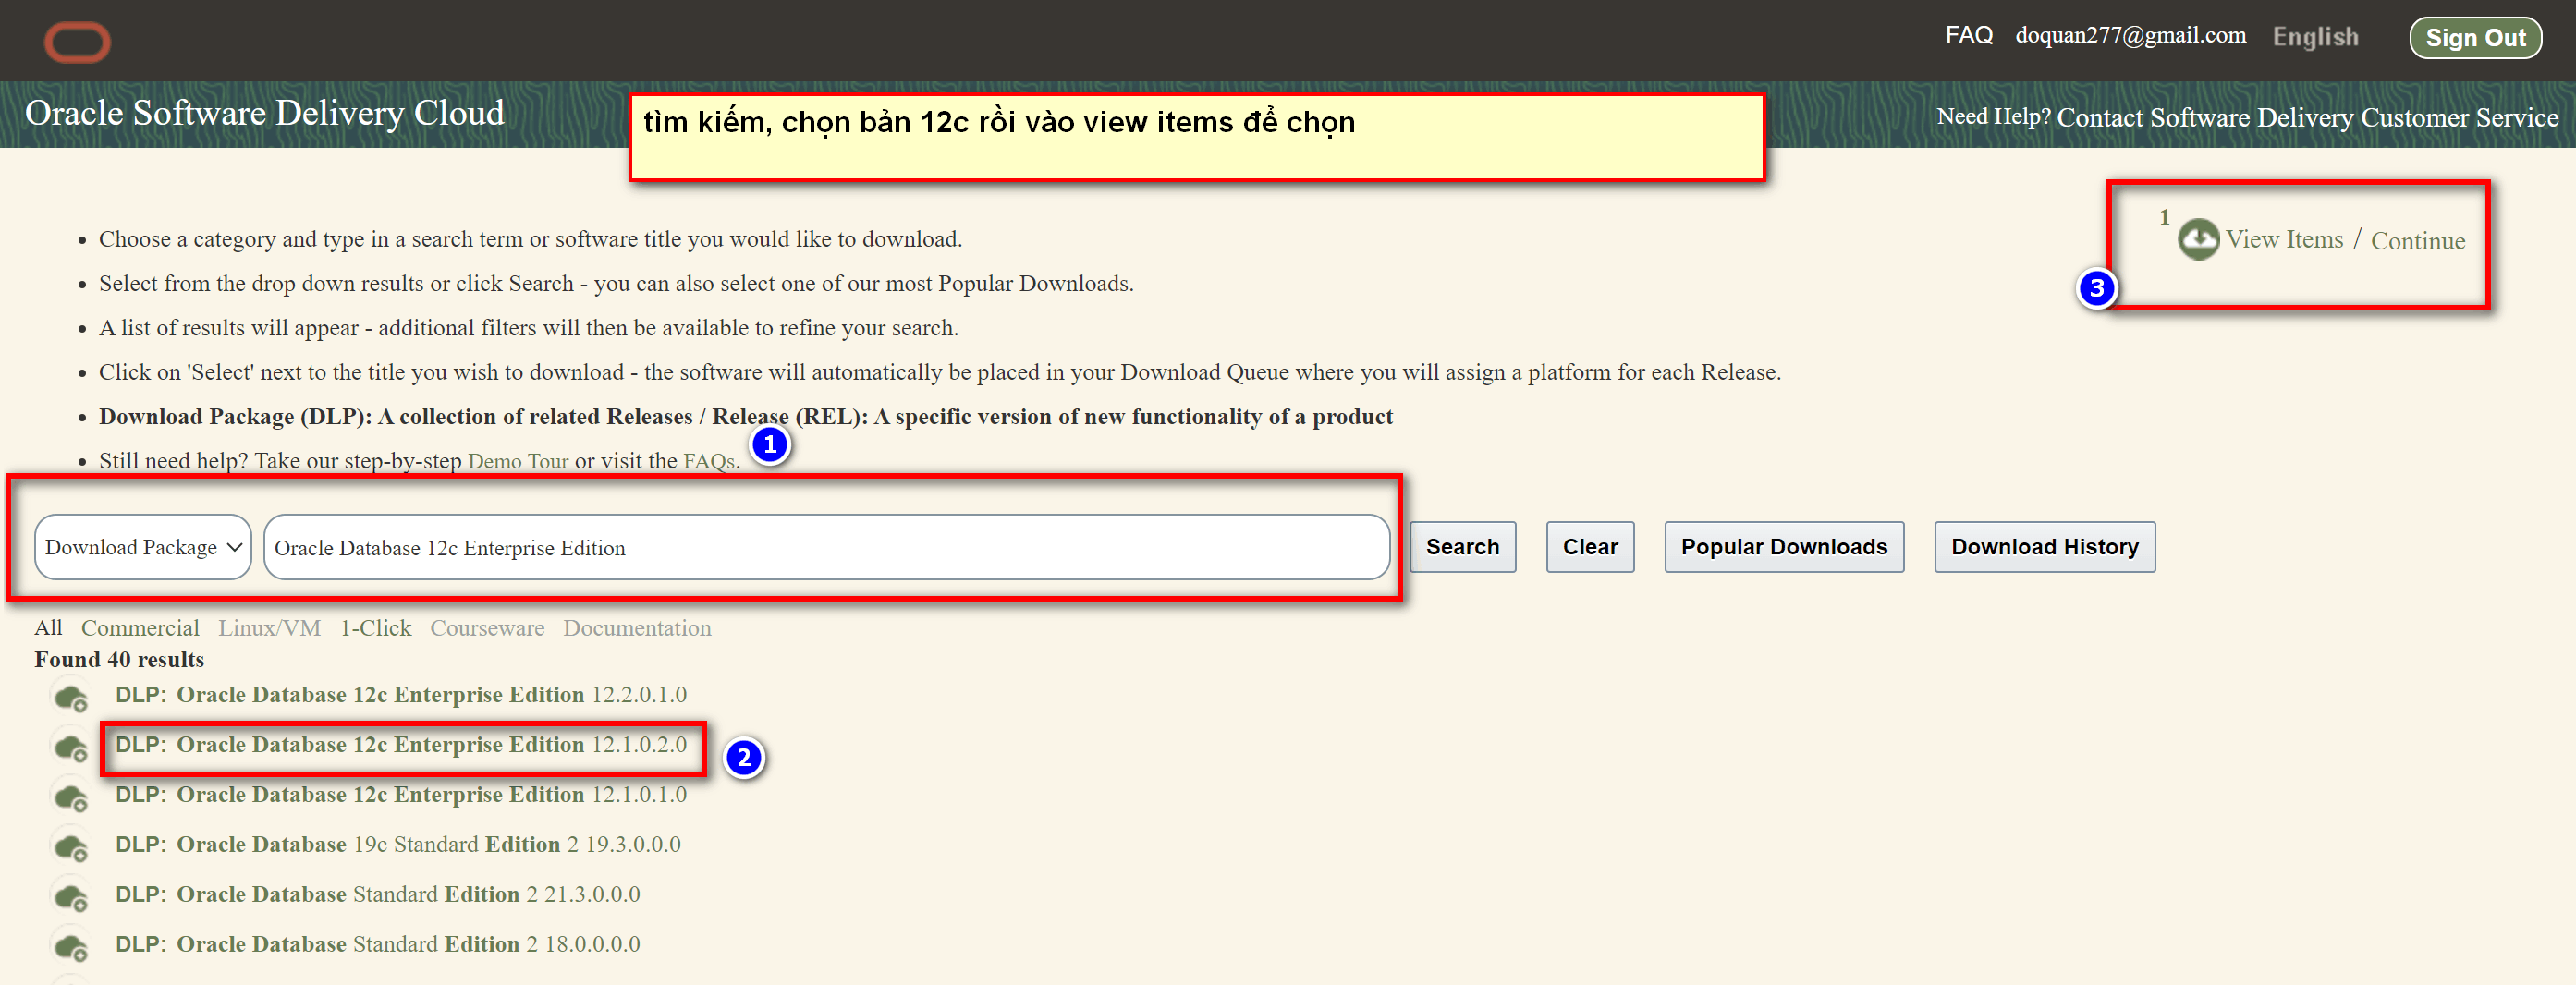 FAQ doquan277@gmail.com English Sign Out
Oracle Software Delivery Cloud
tìm kiếm, chọn bản 12c rồi vào view items để chọn
Need Help? Contact Software Delivery Customer Service
1 View Items / Continue
3
• Choose a category and type in a search term or software title you would like to download.
• Select from the drop down results or click Search - you can also select one of our most Popular Downloads.
• A list of results will appear - additional filters will then be available to refine your search.
• Click on 'Select' next to the title you wish to download - the software will automatically be placed in your Download Queue where you will assign a platform for each Release.
• Download Package (DLP): A collection of related Releases / Release (REL): A specific version of new functionality of a product
• Still need help? Take our step-by-step Demo Tour or visit the FAQs.
1
Download Package Oracle Database 12c Enterprise Edition Search Clear Popular Downloads Download History
All Commercial Linux/VM 1-Click Courseware Documentation
Found 40 results
DLP: Oracle Database 12c Enterprise Edition 12.2.0.1.0
DLP: Oracle Database 12c Enterprise Edition 12.1.0.2.0
2
DLP: Oracle Database 12c Enterprise Edition 12.1.0.1.0
DLP: Oracle Database 19c Standard Edition 2 19.3.0.0.0
DLP: Oracle Database Standard Edition 2 21.3.0.0.0
DLP: Oracle Database Standard Edition 2 18.0.0.0.0